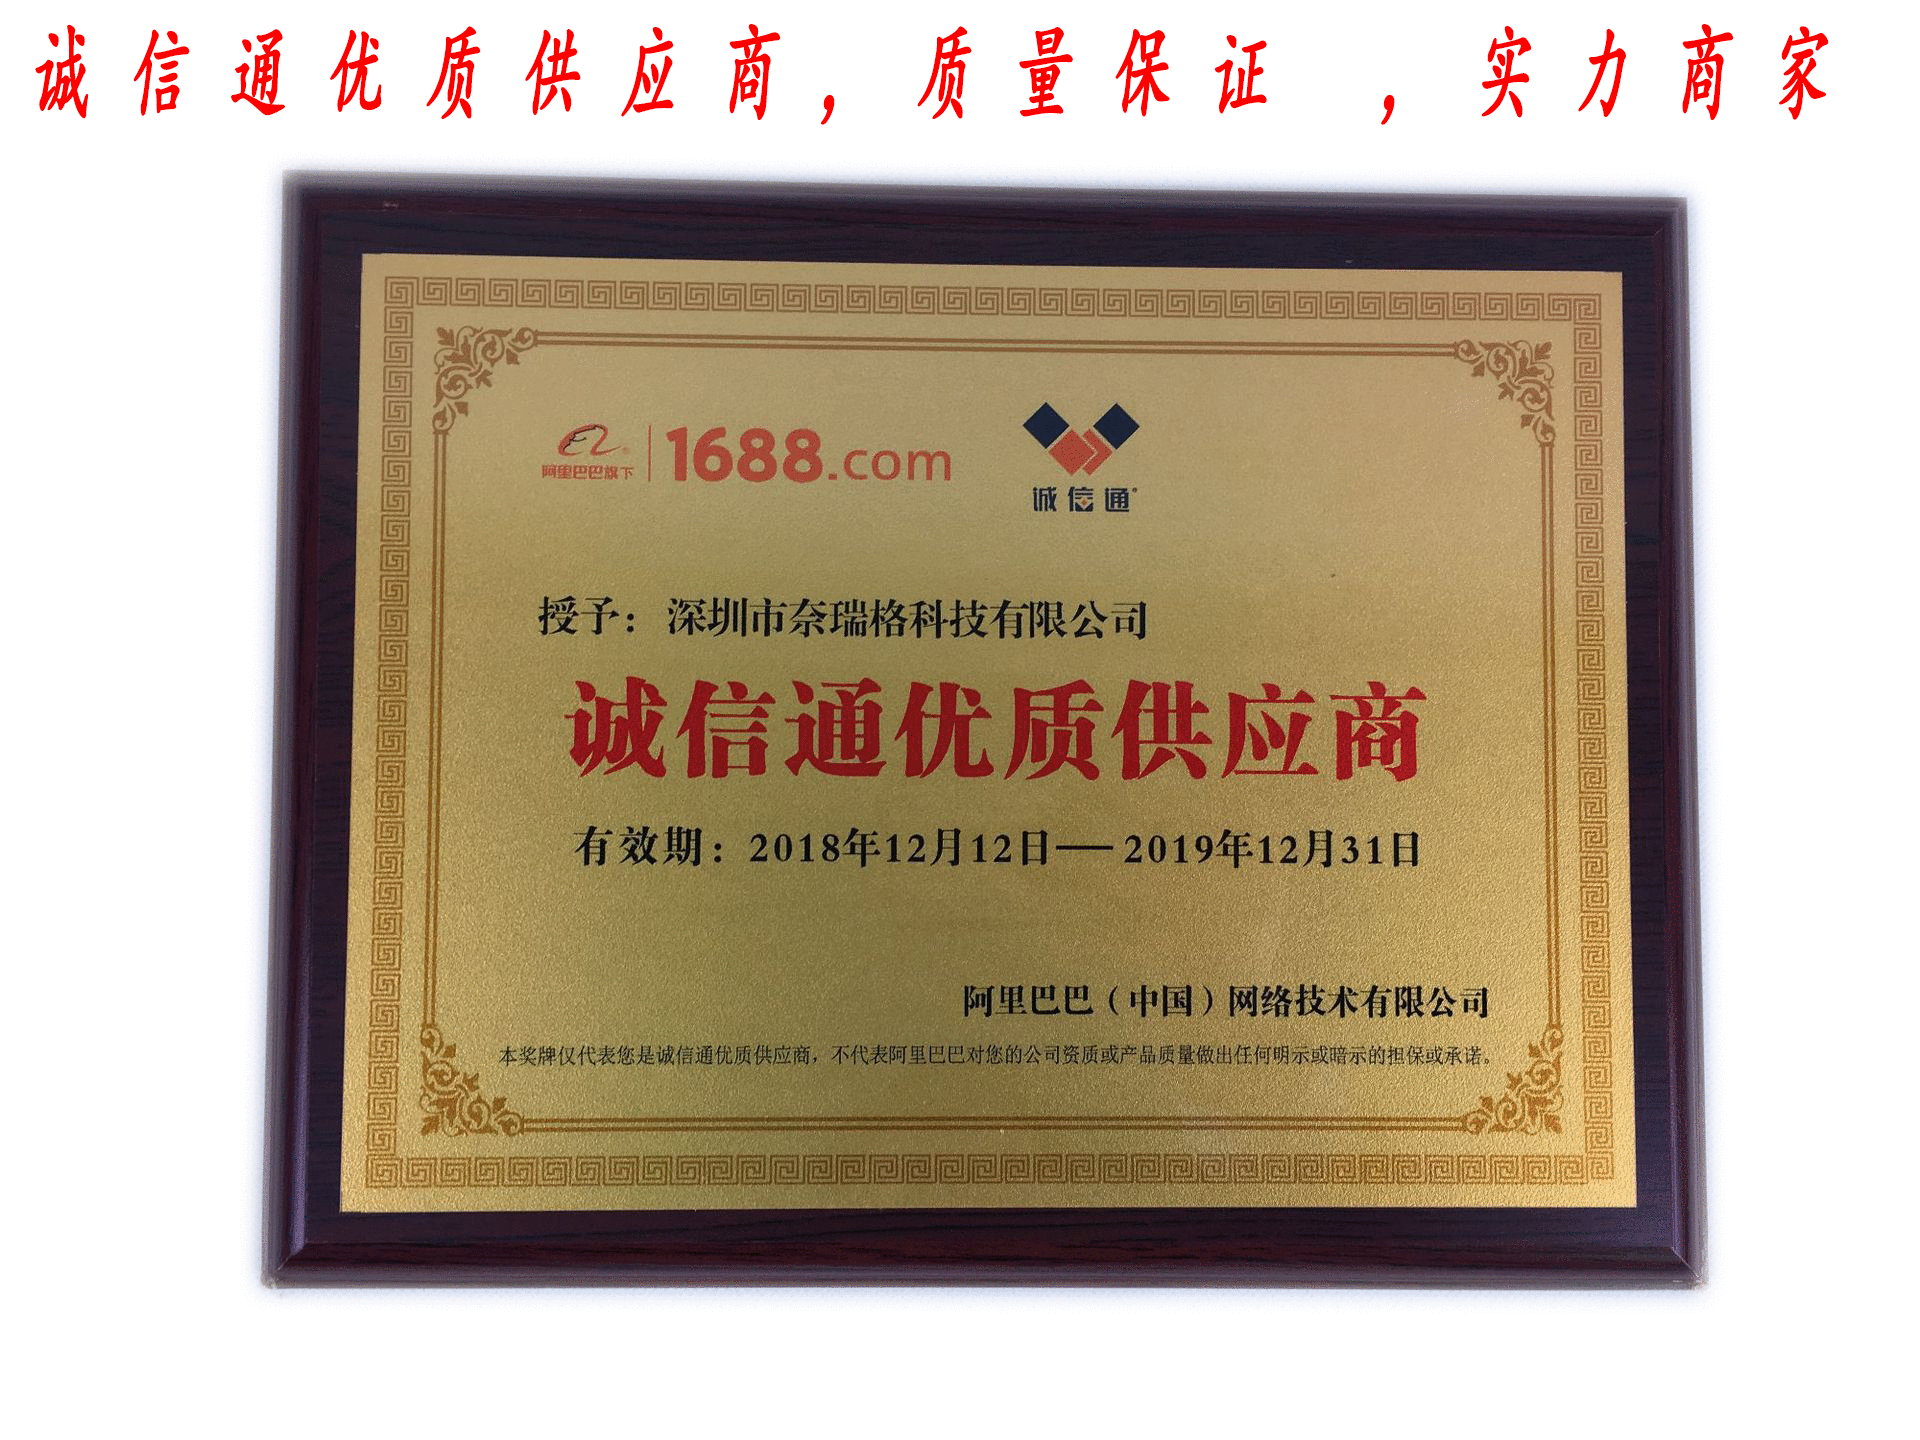 诚信通优质供应商，质量保证 ，实力商家
阿里巴巴旗下 1688.com
诚信通
授予：深圳市奈瑞格科技有限公司
诚信通优质供应商
有效期：2018年12月12日——2019年12月31日
阿里巴巴（中国）网络技术有限公司
本奖牌仅代表您是诚信通优质供应商，不代表阿里巴巴对您的公司资质或产品质量做出任何明示或暗示的担保或承诺。